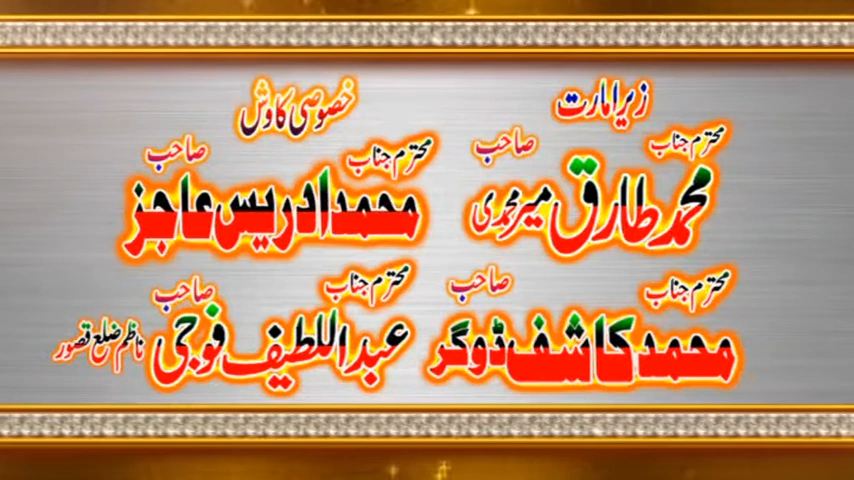 زیر امارت
محترم جناب
صاحب
محمد طارق میر محمدی
محترم جناب
صاحب
محمد کاشف ڈوگر
خصوصی کاوش
محترم جناب
صاحب
محمد ادریس عاجز
محترم جناب
صاحب
عبداللطیف فوجی ناظم ضلع قصور